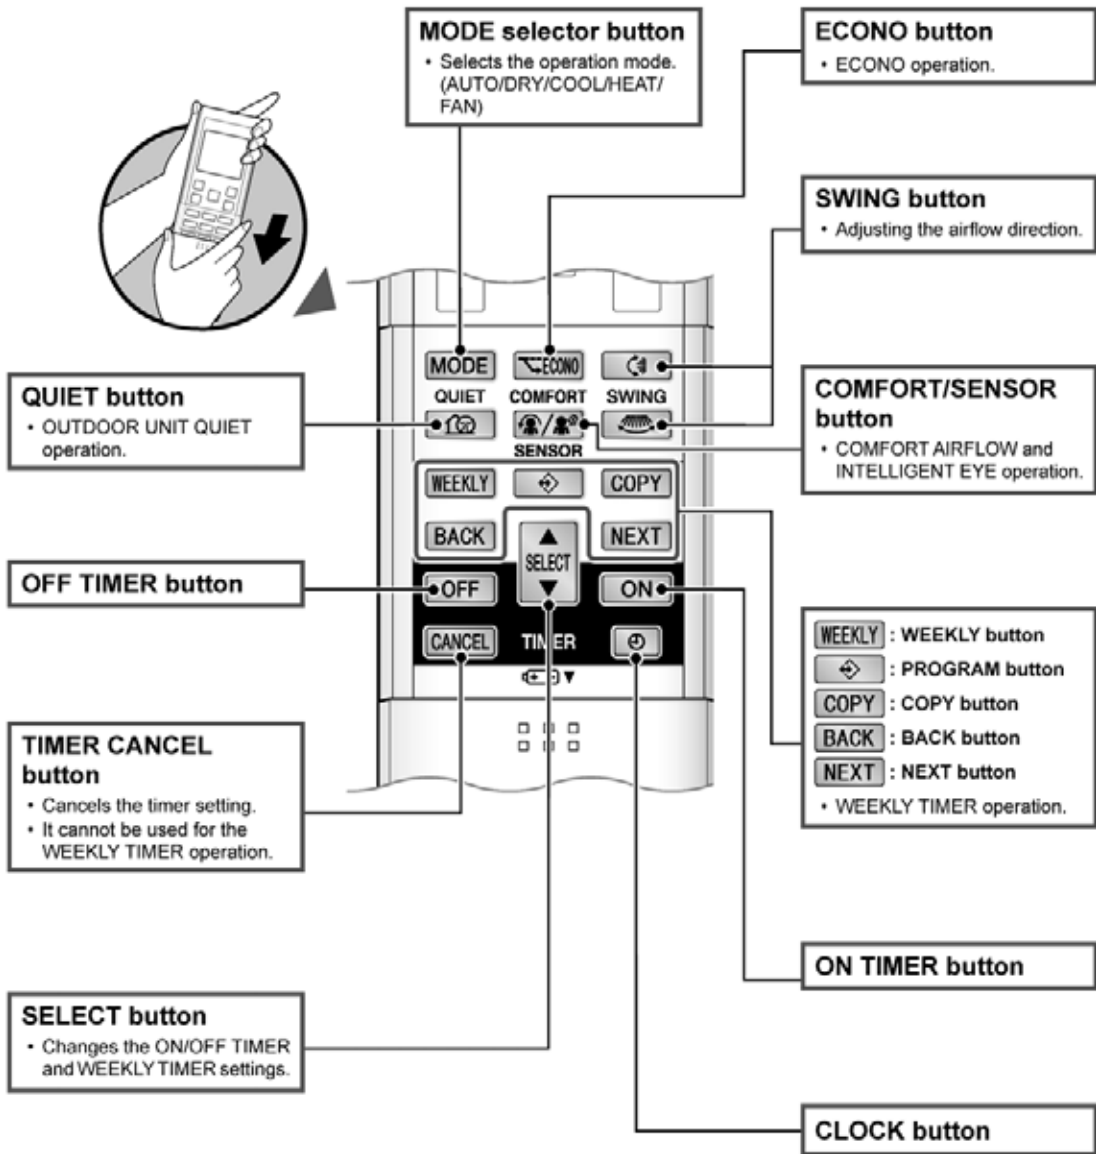 MODE selector button
• Selects the operation mode.
(AUTO/DRY/COOL/HEAT/
FAN)
ECONO button
• ECONO operation.
SWING button
• Adjusting the airflow direction.
QUIET button
• OUTDOOR UNIT QUIET
operation.
COMFORT/SENSOR
button
• COMFORT AIRFLOW and
INTELLIGENT EYE operation.
MODE ECONO
QUIET COMFORT SWING
SENSOR
WEEKLY COPY
BACK SELECT NEXT
OFF ON
CANCEL TIMER
OFF TIMER button
WEEKLY : WEEKLY button
: PROGRAM button
COPY : COPY button
BACK : BACK button
NEXT : NEXT button
• WEEKLY TIMER operation.
TIMER CANCEL
button
• Cancels the timer setting.
• It cannot be used for the
WEEKLY TIMER operation.
ON TIMER button
SELECT button
• Changes the ON/OFF TIMER
and WEEKLY TIMER settings.
CLOCK button